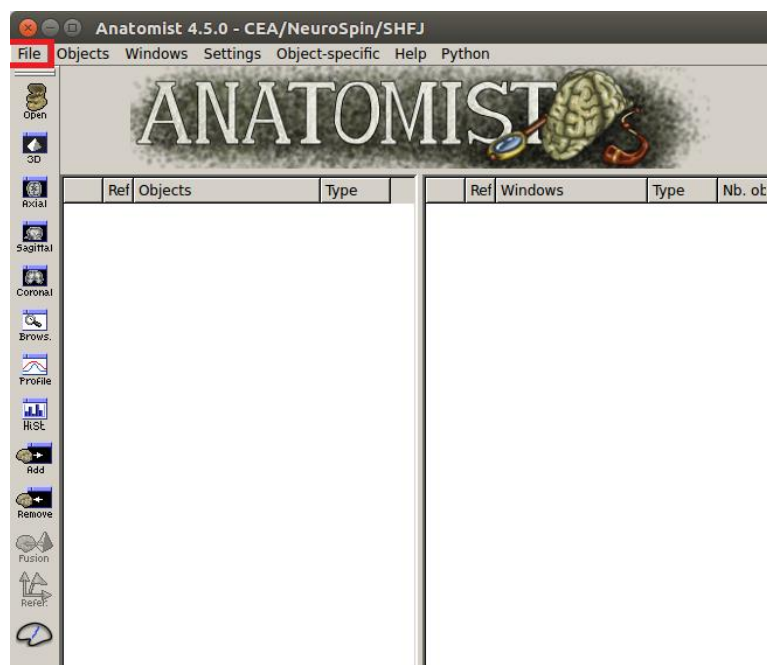 Anatomist 4.5.0 - CEA/NeuroSpin/SHFJ
File Objects Windows Settings Object-specific Help Python
ANATOMIST
Open
3D
Axial
Sagittal
Coronal
Brows.
Profile
HiSt
Add
Remove
Fusion
Refer.
Ref Objects Type
Ref Windows Type Nb. ob